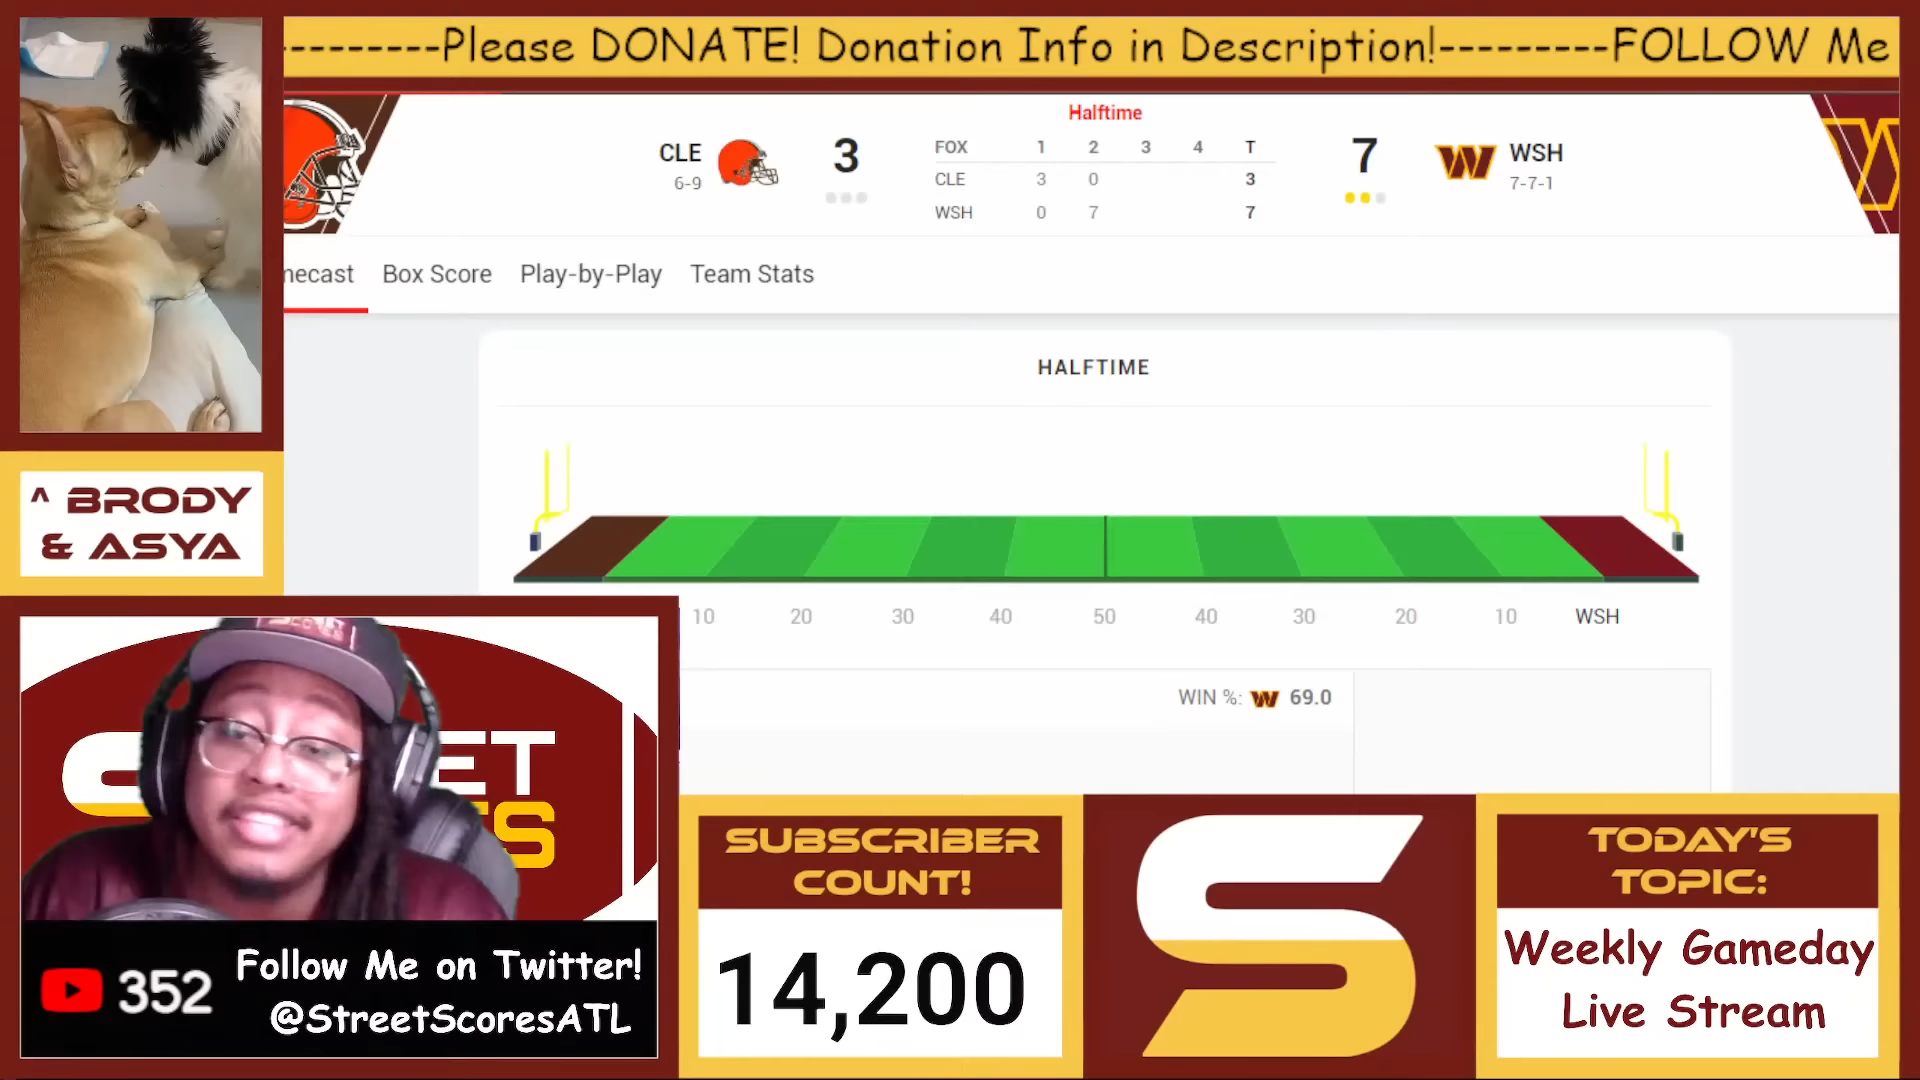 ---------Please DONATE! Donation Info in Description!---------FOLLOW Me
Halftime
CLE
6-9
3
FOX 1 2 3 4 T
CLE 3 0 3
WSH 0 7 7
7
WSH
7-7-1
necast Box Score Play-by-Play Team Stats
HALFTIME
10 20 30 40 50 40 30 20 10 WSH
WIN %: 69.0
^ BRODY
& ASYA
352
Follow Me on Twitter!
@StreetScoresATL
SUBSCRIBER
COUNT!
14,200
TODAY'S
TOPIC:
Weekly Gameday
Live Stream